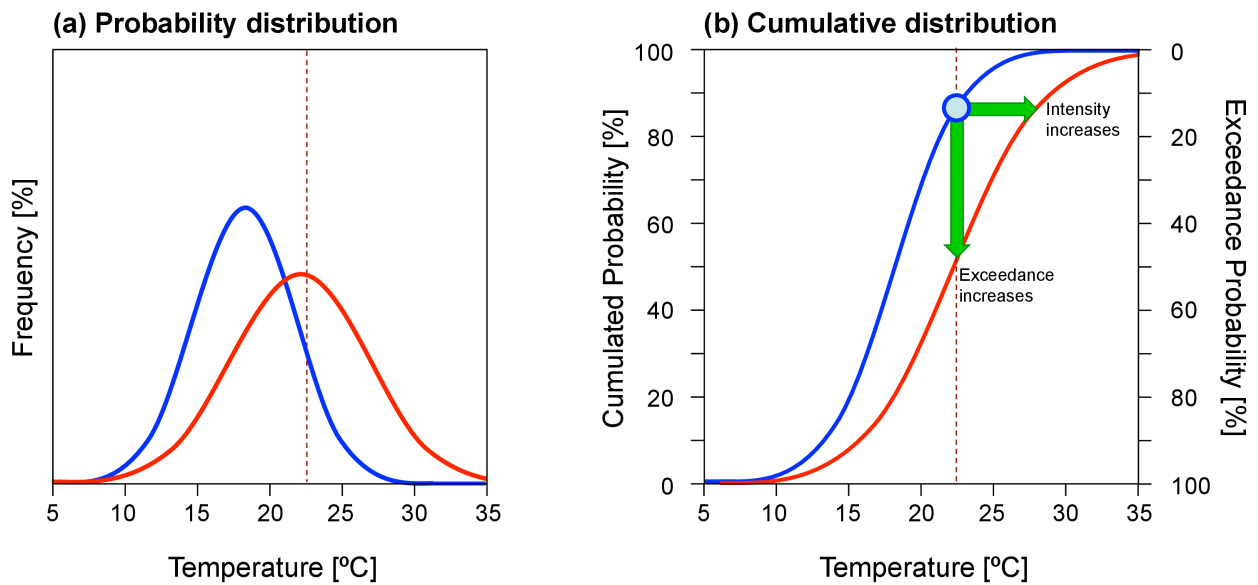 (a) Probability distribution
Frequency [%]
5 10 15 20 25 30 35
Temperature [ºC]
(b) Cumulative distribution
Cumulated Probability [%]
100
80
60
40
20
0
Intensity
increases
Exceedance
increases
0
20
40
60
80
100
Exceedance Probability [%]
5 10 15 20 25 30 35
Temperature [ºC]